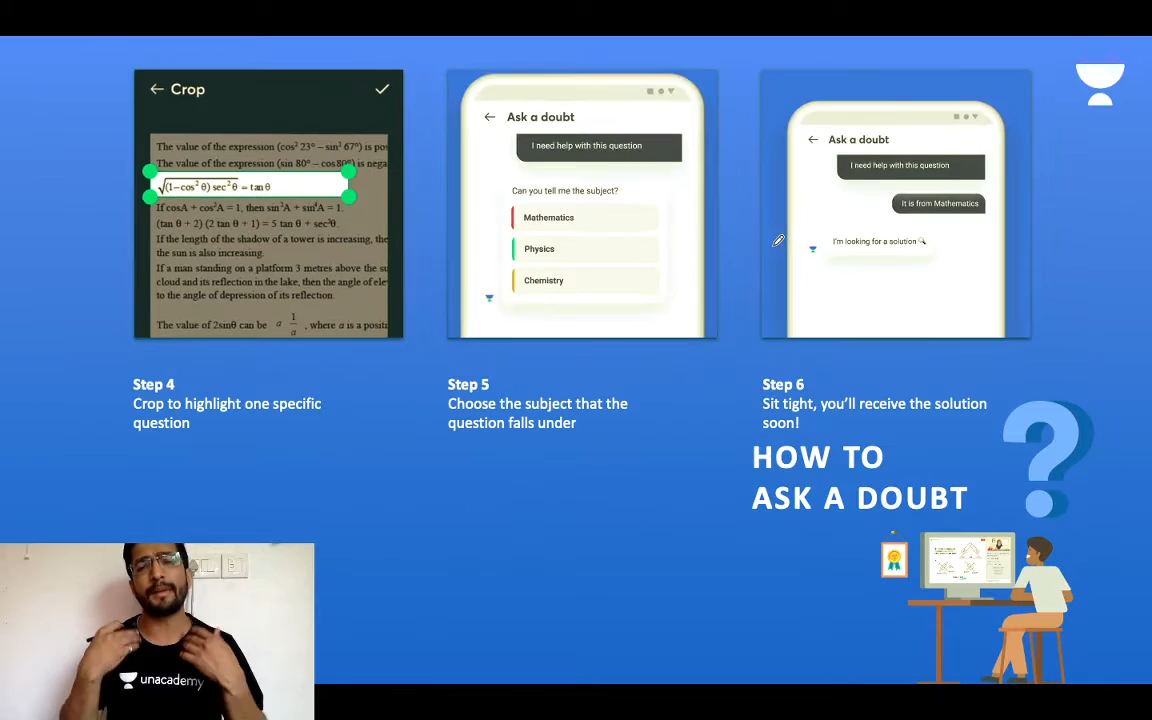 ← Crop
The value of the expression (cos² 23° – sin² 67°) is pos
The value of the expression (sin 80° – cos 80°) is nega
√(1–cos² θ) sec² θ = tan θ
If cosA + cos²A = 1, then sin²A + sin⁴A = 1.
(tan θ + 2) (2 tan θ + 1) = 5 tan θ + sec²θ.
If the length of the shadow of a tower is increasing, the
the sun is also increasing.
If a man standing on a platform 3 metres above the su
cloud and its reflection in the lake, then the angle of ele
to the angle of depression of its reflection.
The value of 2sinθ can be a 1/a , where a is a positi
Ask a doubt
I need help with this question
Can you tell me the subject?
Mathematics
Physics
Chemistry
Ask a doubt
I need help with this question
It is from Mathematics
I'm looking for a solution
Step 4
Crop to highlight one specific
question
Step 5
Choose the subject that the
question falls under
Step 6
Sit tight, you'll receive the solution
soon!
HOW TO
ASK A DOUBT
unacademy